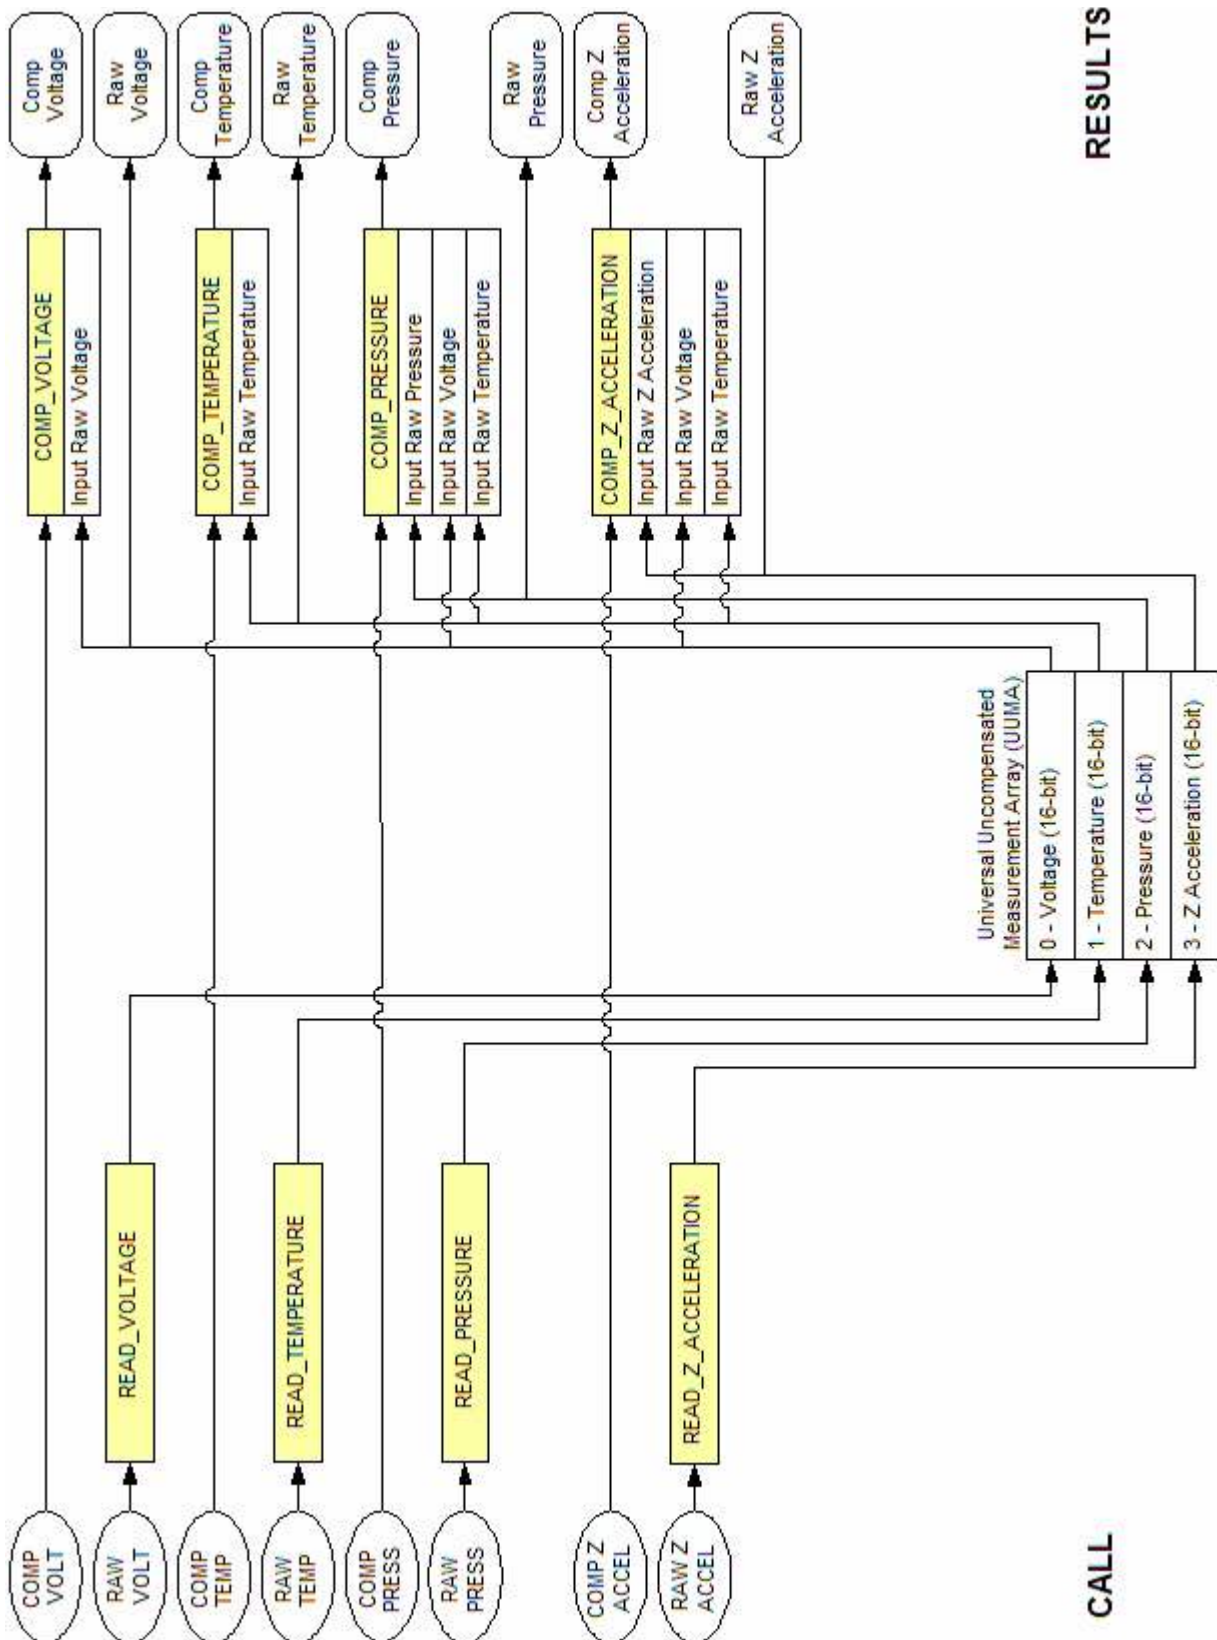 COMP
VOLT
RAW
VOLT
COMP
TEMP
RAW
TEMP
COMP
PRESS
RAW
PRESS
COMP Z
ACCEL
RAW Z
ACCEL
CALL
READ_VOLTAGE
READ_TEMPERATURE
READ_PRESSURE
READ_Z_ACCELERATION
Universal Uncompensated
Measurement Array (UUMA)
0 - Voltage (16-bit)
1 - Temperature (16-bit)
2 - Pressure (16-bit)
3 - Z Acceleration (16-bit)
COMP_VOLTAGE
Input Raw Voltage
COMP_TEMPERATURE
Input Raw Temperature
COMP_PRESSURE
Input Raw Pressure
Input Raw Voltage
Input Raw Temperature
COMP_Z_ACCELERATION
Input Raw Z Acceleration
Input Raw Voltage
Input Raw Temperature
Comp
Voltage
Raw
Voltage
Comp
Temperature
Raw
Temperature
Comp
Pressure
Raw
Pressure
Comp Z
Acceleration
Raw Z
Acceleration
RESULTS